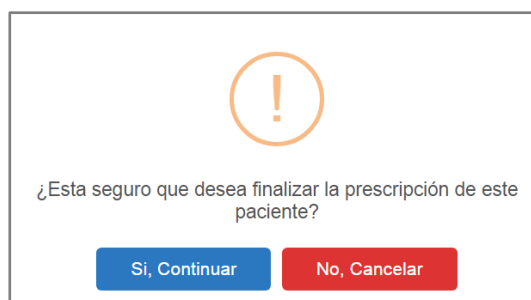 ¿Esta seguro que desea finalizar la prescripción de este
paciente?
Si, Continuar
No, Cancelar